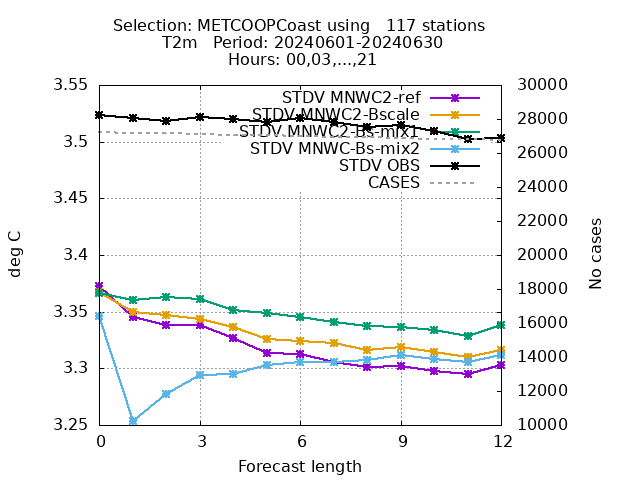 Selection: METCOOPCoast using   117 stations
T2m   Period: 20240601-20240630
Hours: 00,03,...,21
3.55
3.5
3.45
3.4
3.35
3.3
3.25
deg C
30000
28000
26000
24000
22000
20000
18000
16000
14000
12000
10000
No cases
STDV MNWC2-ref
STDV MNWC2-Bscale
STDV MNWC2-Bs-mix1
STDV MNWC-Bs-mix2
STDV OBS
CASES
0 3 6 9 12
Forecast length